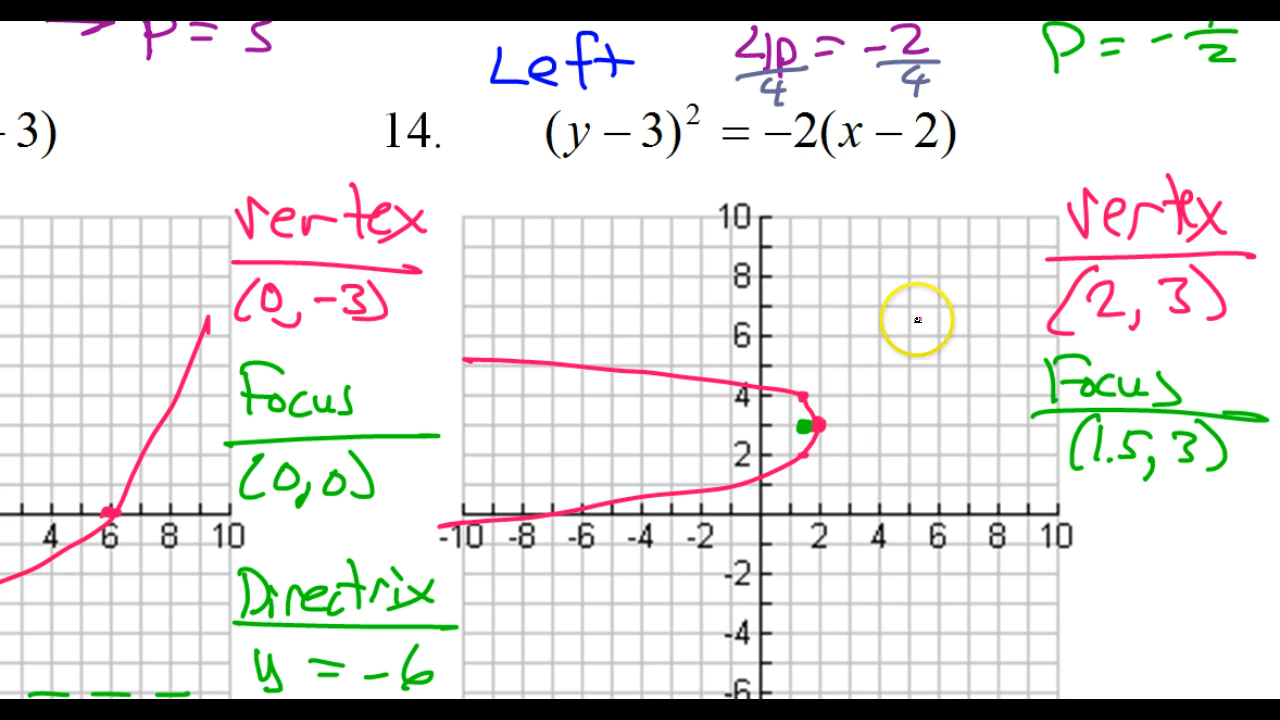 → P = 3
Left
4p/4 = -2/4
P = -1/2
-3)
14. (y − 3)² = −2(x − 2)
vertex
(0, -3)
Focus
(0,0)
Directrix
y = -6
4 6 8 10
10
8
6
4
2
-10 -8 -6 -4 -2 2 4 6 8 10
-2
-4
-6
vertex
(2, 3)
Focus
(1.5, 3)